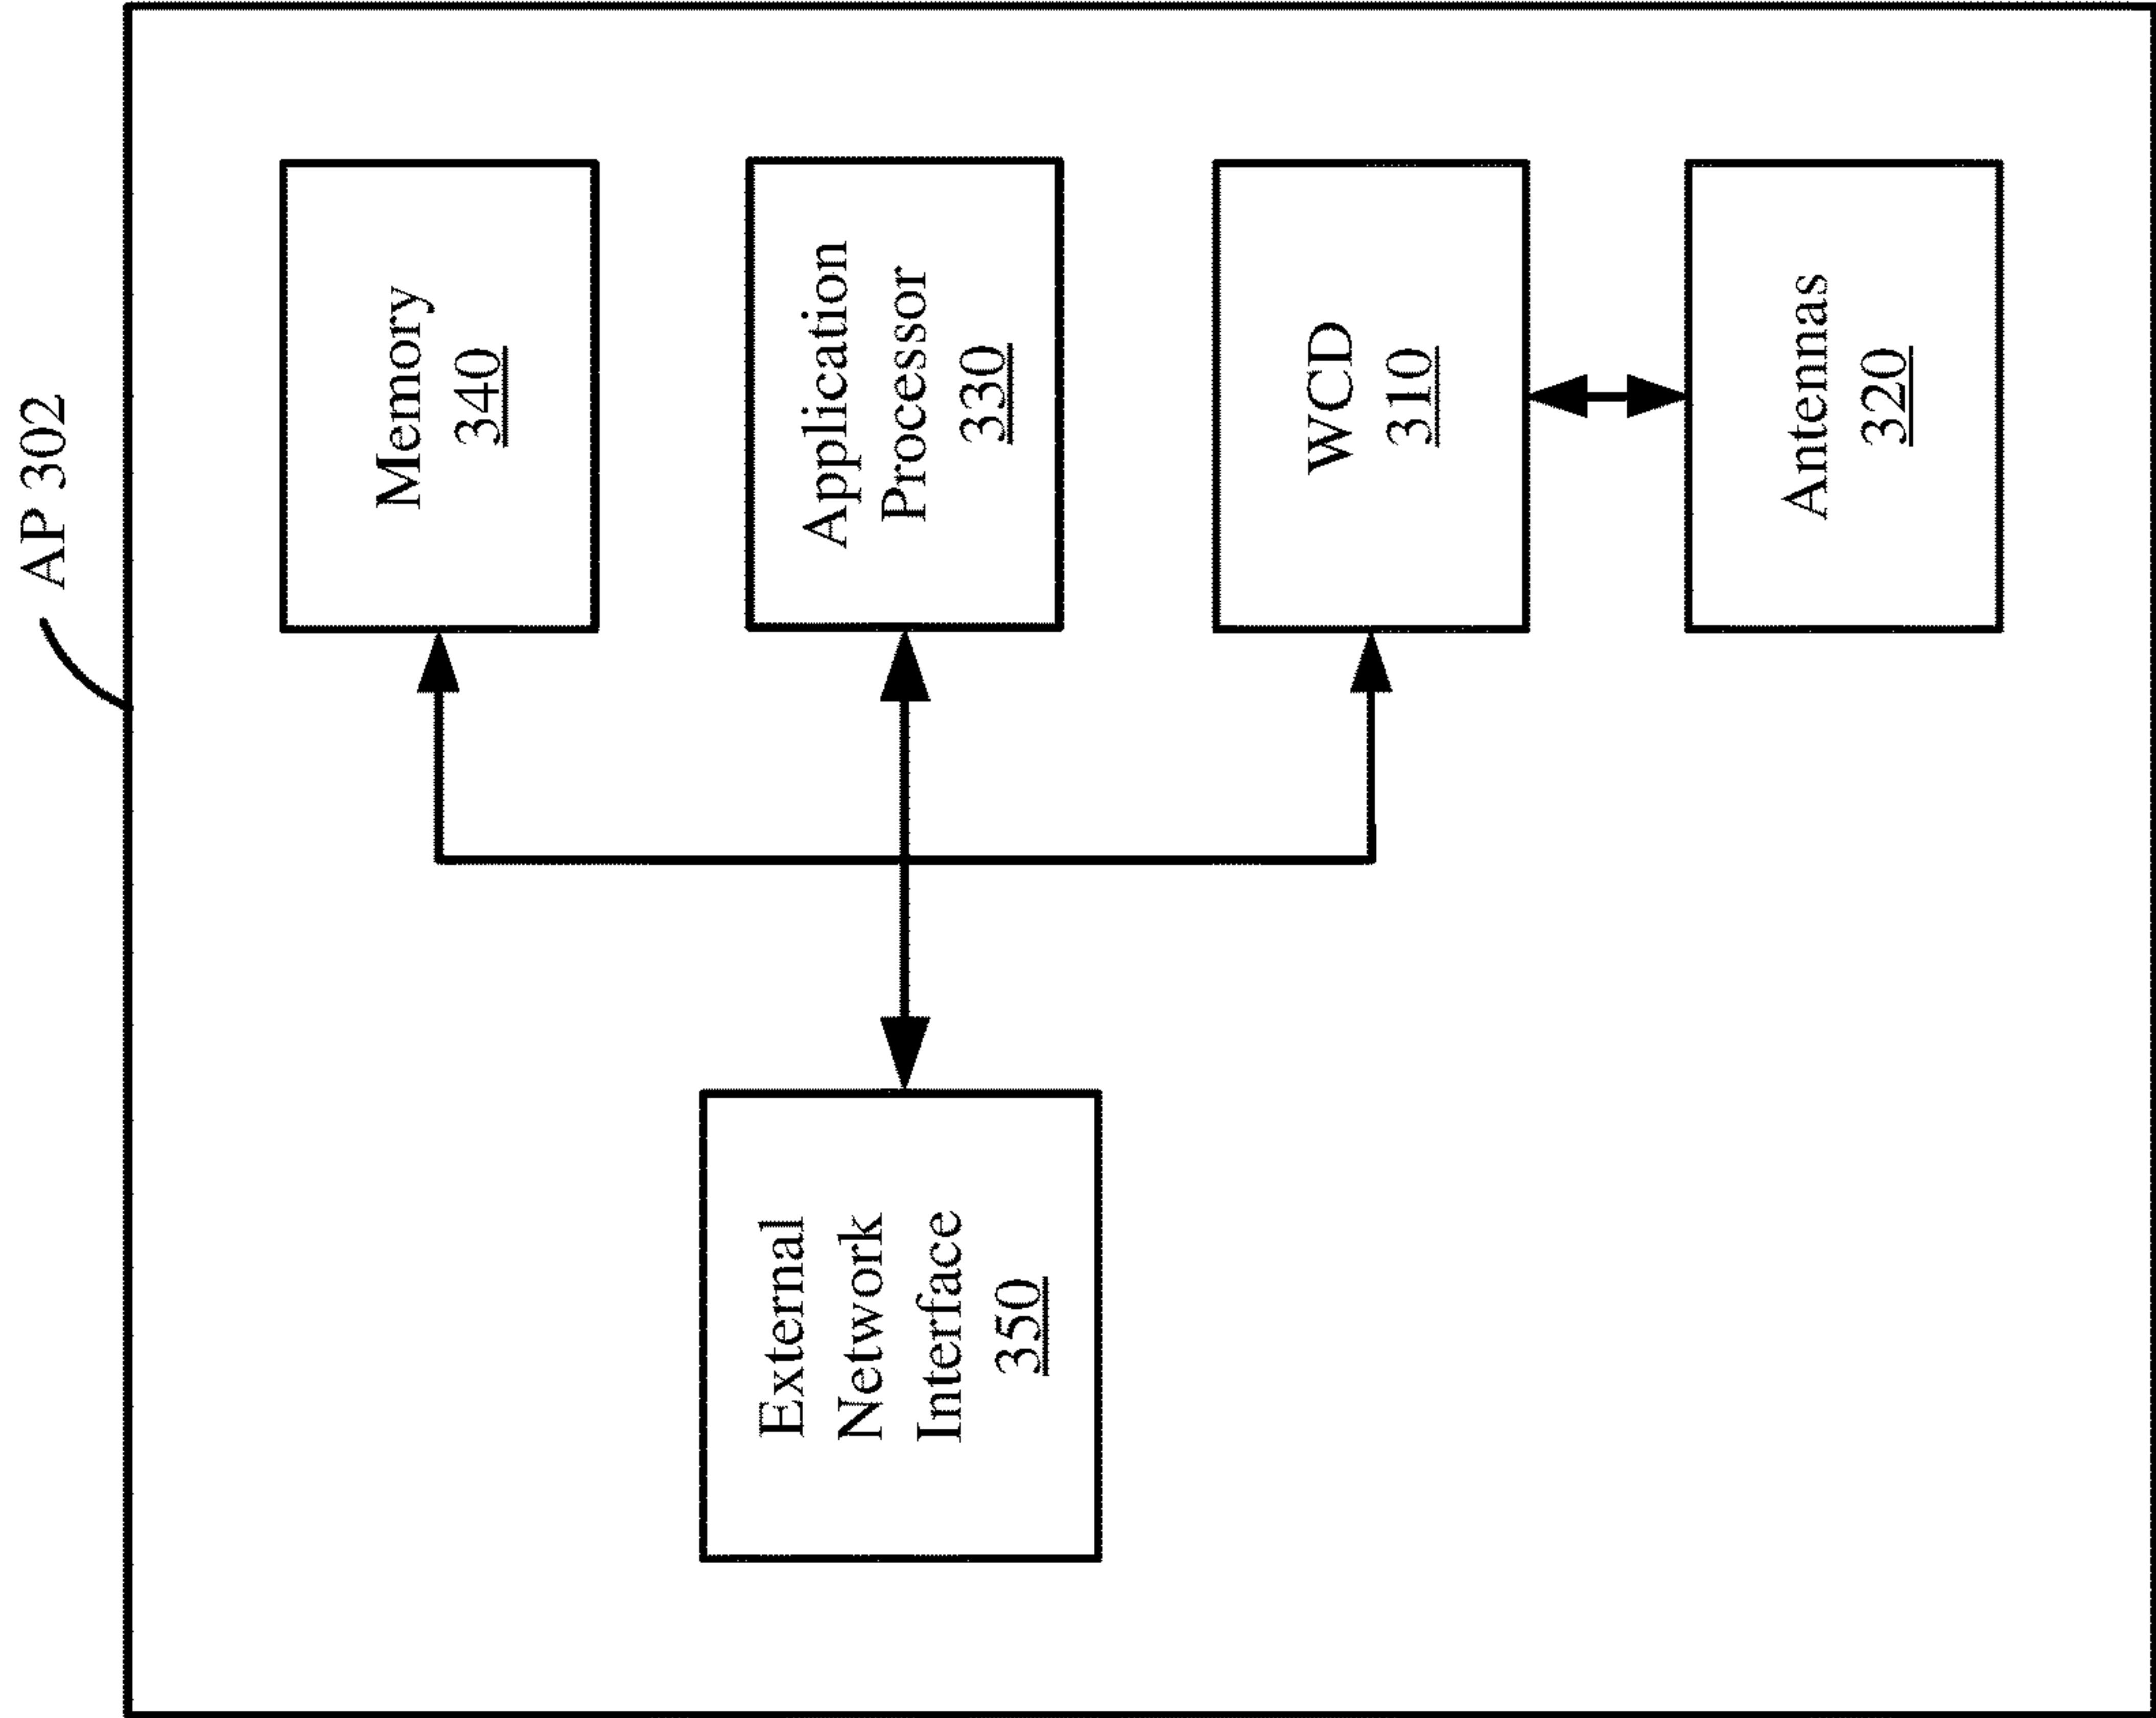 AP 302
Memory
340
Application
Processor
330
External
Network
Interface
350
WCD
310
Antennas
320